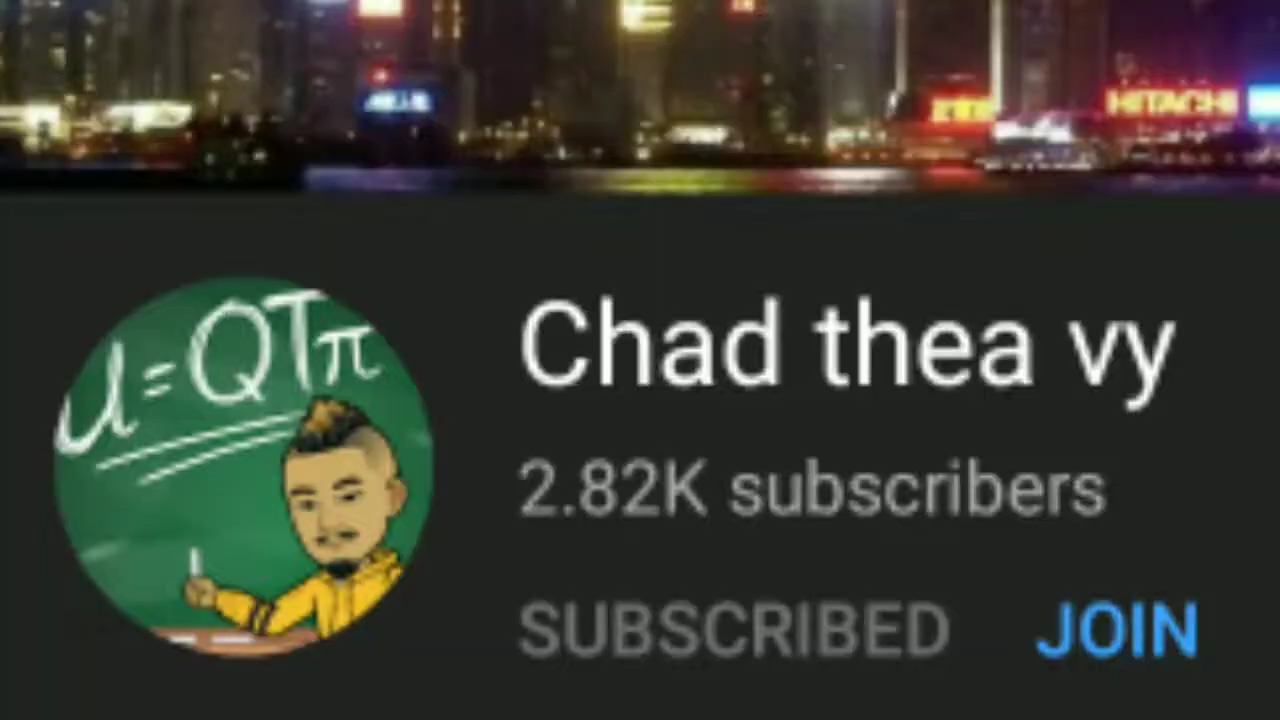 HITACHI
u=QTπ
Chad thea vy
2.82K subscribers
SUBSCRIBED JOIN